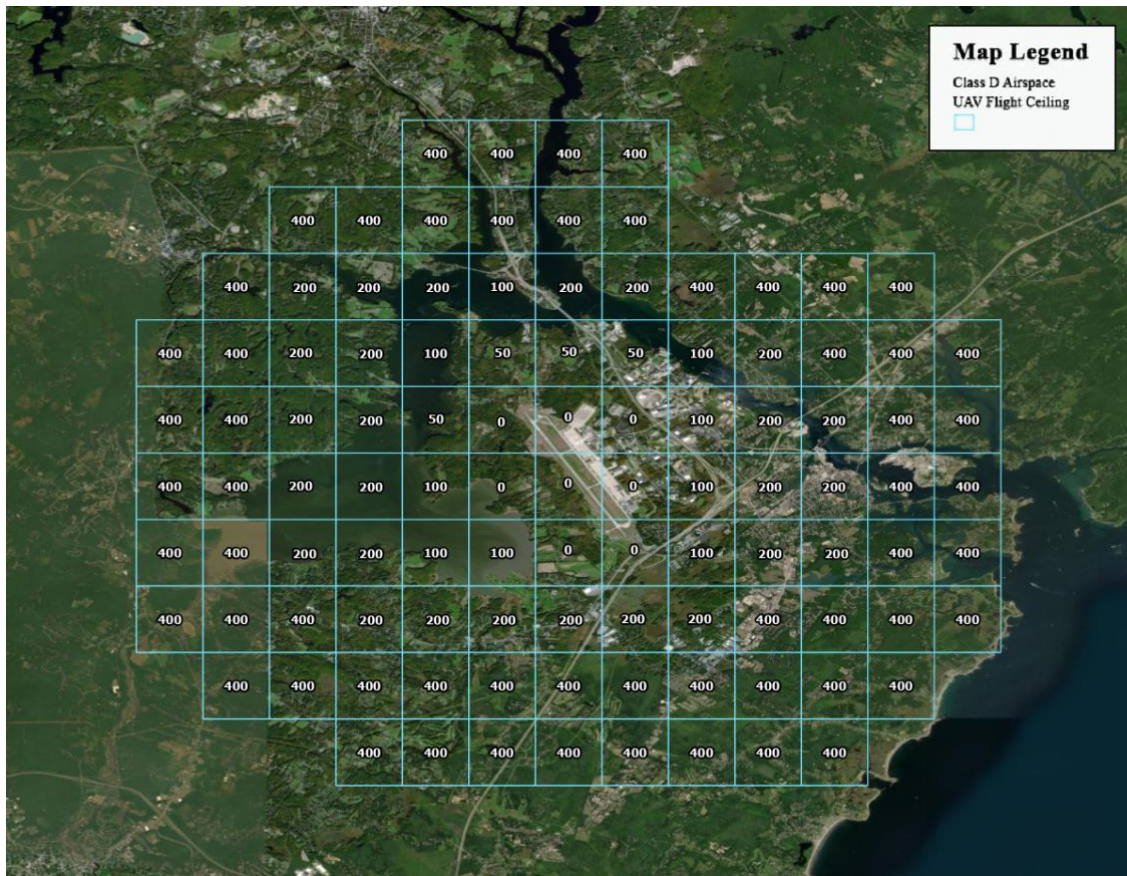 Map Legend
Class D Airspace
UAV Flight Ceiling
400 400 400 400
400 400 400 400 400 400
400 200 200 200 100 200 200 400 400 400 400
400 400 200 200 100 50 50 50 100 200 400 400 400
400 400 200 200 50 0 0 0 100 200 200 400 400
400 400 200 200 100 0 0 0 100 200 200 400 400
400 400 200 200 100 100 0 0 100 200 200 400 400
400 400 400 200 200 200 200 200 200 400 400 400 400
400 400 400 400 400 400 400 400 400 400 400
400 400 400 400 400 400 400 400